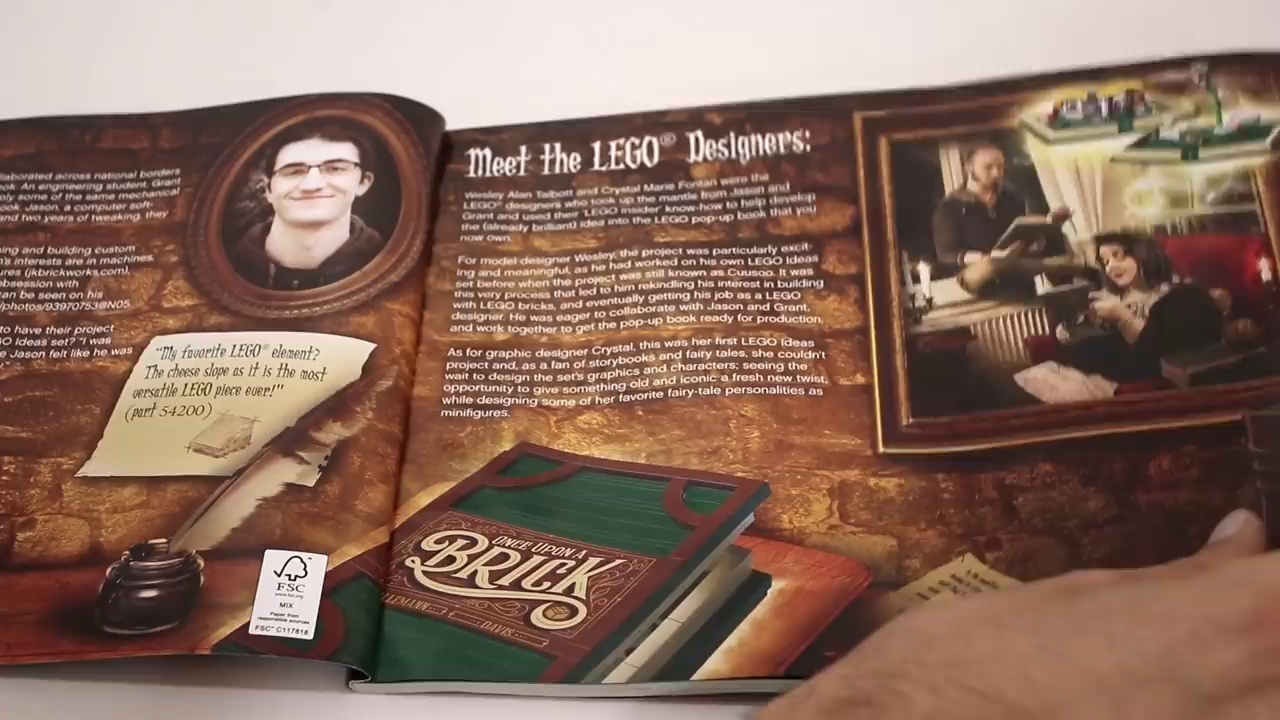 llaborated across national borders
ook. An engineering student, Grant
ply some of the same mechanical
ook. Jason, a computer soft-
and two years of tweaking, they
ning and building custom
n's interests are in machines.
ures (jkbrickworks.com),
obsession with
can be seen on his
/photos/93970753@N05.
to have their project
GO Ideas set? "I was
e Jason felt like he was
"My favorite LEGO® element?
The cheese slope as it is the most
versatile LEGO piece ever!"
(part 54200)
FSC
www.fsc.org
MIX
Paper from
responsible sources
FSC™ C117818
Meet the LEGO® Designers:
Wesley Alan Talbott and Crystal Marie Fontan were the
LEGO® designers who took up the mantle from Jason and
Grant and used their 'LEGO insider' know-how to help develop
the (already brilliant) idea into the LEGO pop-up book that you
now own.
For model designer Wesley, the project was particularly excit-
ing and meaningful, as he had worked on his own LEGO Ideas
set before when the project was still known as Cuusoo. It was
this very process that led to him rekindling his interest in building
with LEGO bricks, and eventually getting his job as a LEGO
designer. He was eager to collaborate with Jason and Grant,
and work together to get the pop-up book ready for production.
As for graphic designer Crystal, this was her first LEGO Ideas
project and, as a fan of storybooks and fairy tales, she couldn't
wait to design the set's graphics and characters; seeing the
opportunity to give something old and iconic a fresh new twist,
while designing some of her favorite fairy-tale personalities as
minifigures.
ONCE UPON A
BRICK
ALLEMANN
DAVIS